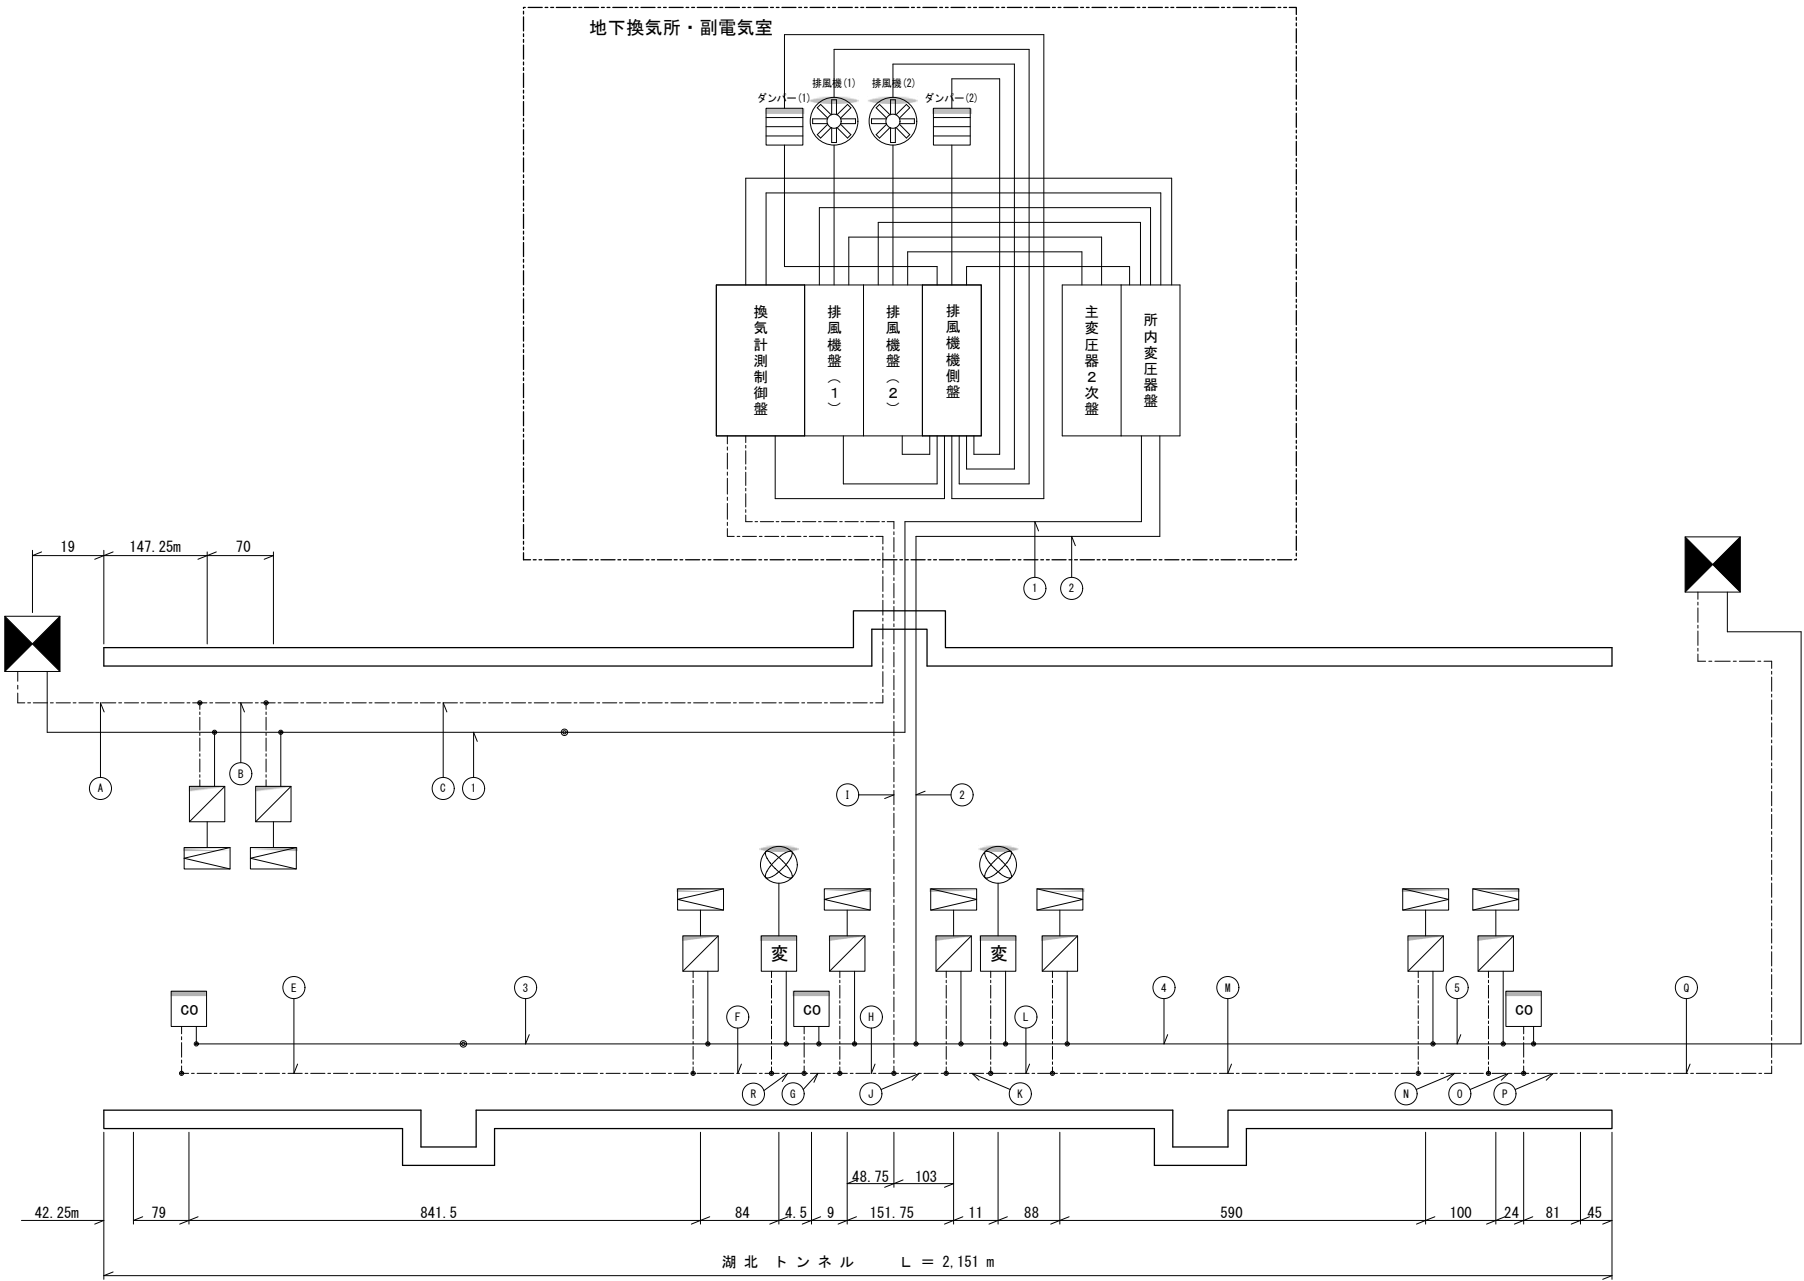 地下換気所・副電気室
排風機(1)
排風機(2)
ダンパー(1)
ダンパー(2)
換気計測制御盤
排風機盤（１）
排風機盤（２）
排風機機側盤
主変圧器２次盤
所内変圧器盤
19
147.25m
70
1
2
A
B
C
1
I
2
変
変
E
3
F
H
L
4
M
5
Q
CO
CO
CO
R
G
J
K
N
O
P
48.75
103
42.25m
79
841.5
84
4.5
9
151.75
11
88
590
100
24
81
45
湖北 トンネル L = 2,151 m